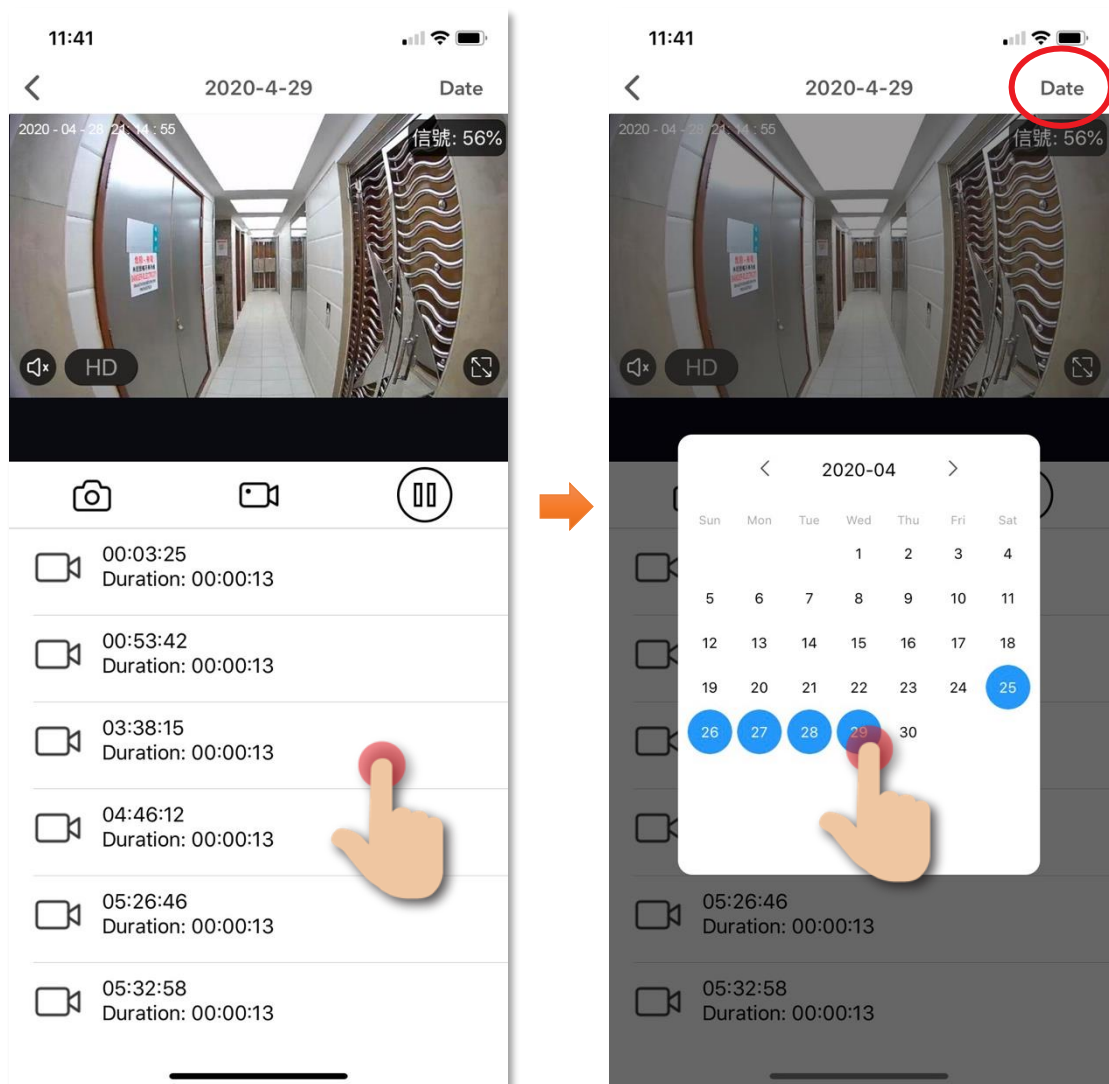 11:41
2020-4-29
Date
2020 - 04 - 28 21: 14 : 55
信號: 56%
HD
00:03:25
Duration: 00:00:13
00:53:42
Duration: 00:00:13
03:38:15
Duration: 00:00:13
04:46:12
Duration: 00:00:13
05:26:46
Duration: 00:00:13
05:32:58
Duration: 00:00:13
11:41
2020-4-29
Date
2020 - 04 - 28 21: 14 : 55
信號: 56%
HD
2020-04
Sun Mon Tue Wed Thu Fri Sat
1 2 3 4
5 6 7 8 9 10 11
12 13 14 15 16 17 18
19 20 21 22 23 24 25
26 27 28 29 30
05:26:46
Duration: 00:00:13
05:32:58
Duration: 00:00:13